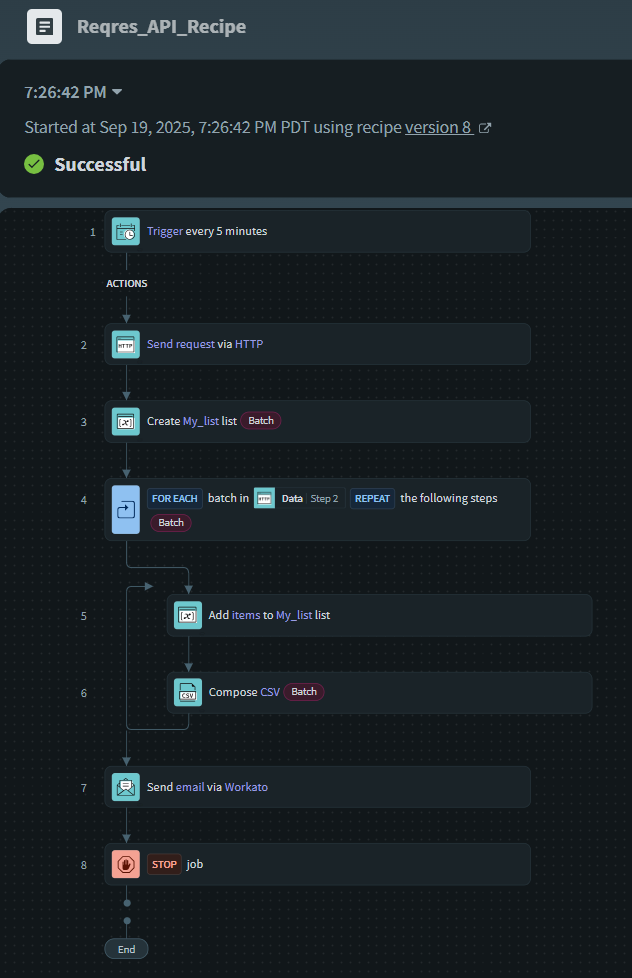 Reqres_API_Recipe
7:26:42 PM
Started at Sep 19, 2025, 7:26:42 PM PDT using recipe version 8
Successful
1 Trigger every 5 minutes
ACTIONS
2 HTTP Send request via HTTP
3 Create My_list list Batch
4 FOR EACH batch in HTTP Data Step 2 REPEAT the following steps
Batch
5 Add items to My_list list
6 CSV Compose CSV Batch
7 Send email via Workato
8 STOP job
End